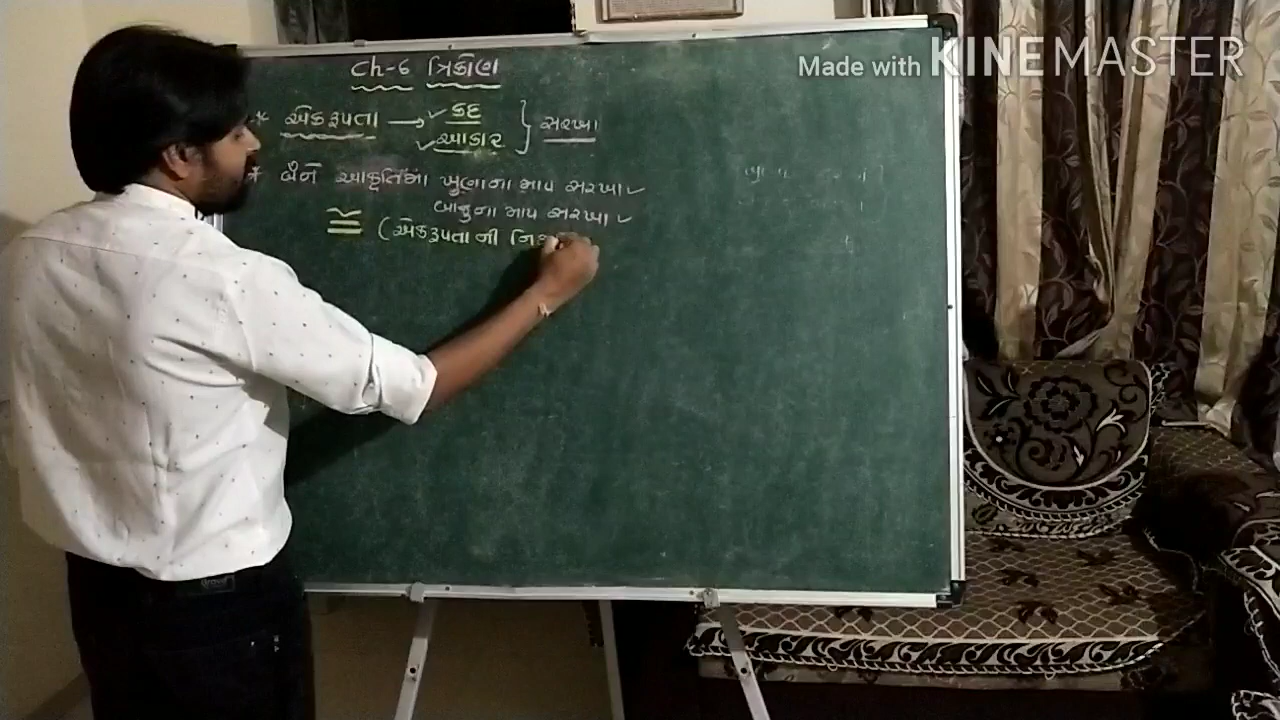 Made with KINEMASTER
Ch-6 ત્રિકોણ
* એકરૂપતા → ✓ કદ
✓ આકાર } સરખા
* બંને આકૃતિમાં ખુણાના માપ સરખા ✓
બાજુના માપ સરખા ✓
≅ (એકરૂપતા ની